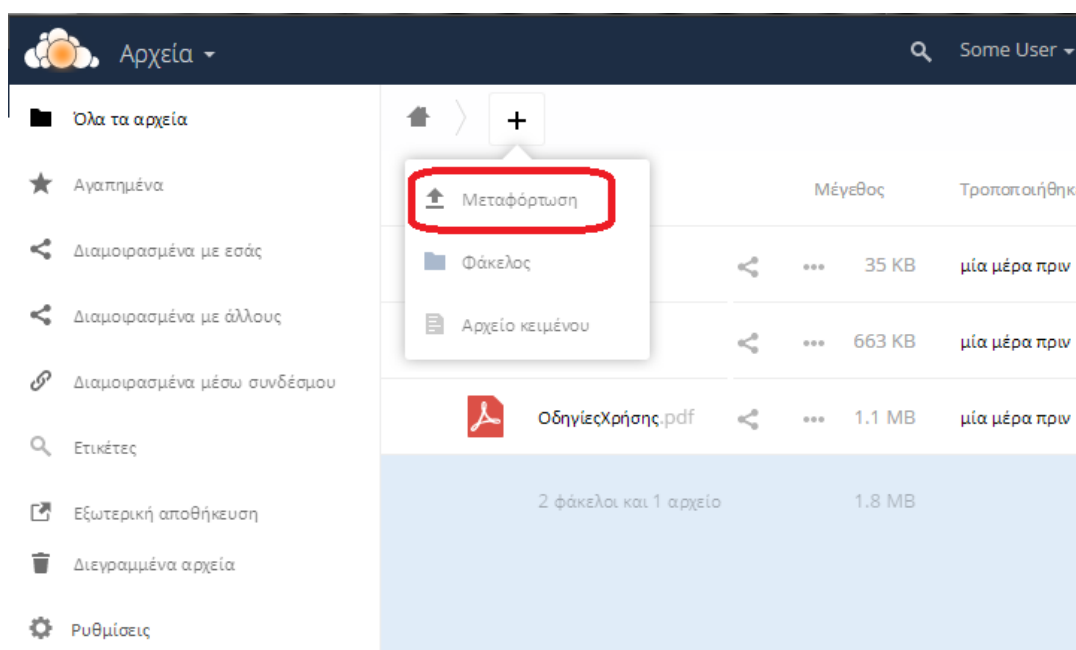 Αρχεία
Some User
Όλα τα αρχεία
Αγαπημένα
Διαμοιρασμένα με εσάς
Διαμοιρασμένα με άλλους
Διαμοιρασμένα μέσω συνδέσμου
Ετικέτες
Εξωτερική αποθήκευση
Διεγραμμένα αρχεία
Ρυθμίσεις
+
Μεταφόρτωση
Φάκελος
Αρχείο κειμένου
Μέγεθος Τροποποιήθηκ
35 KB μία μέρα πριν
663 KB μία μέρα πριν
ΟδηγίεςΧρήσης.pdf 1.1 MB μία μέρα πριν
2 φάκελοι και 1 αρχείο 1.8 MB